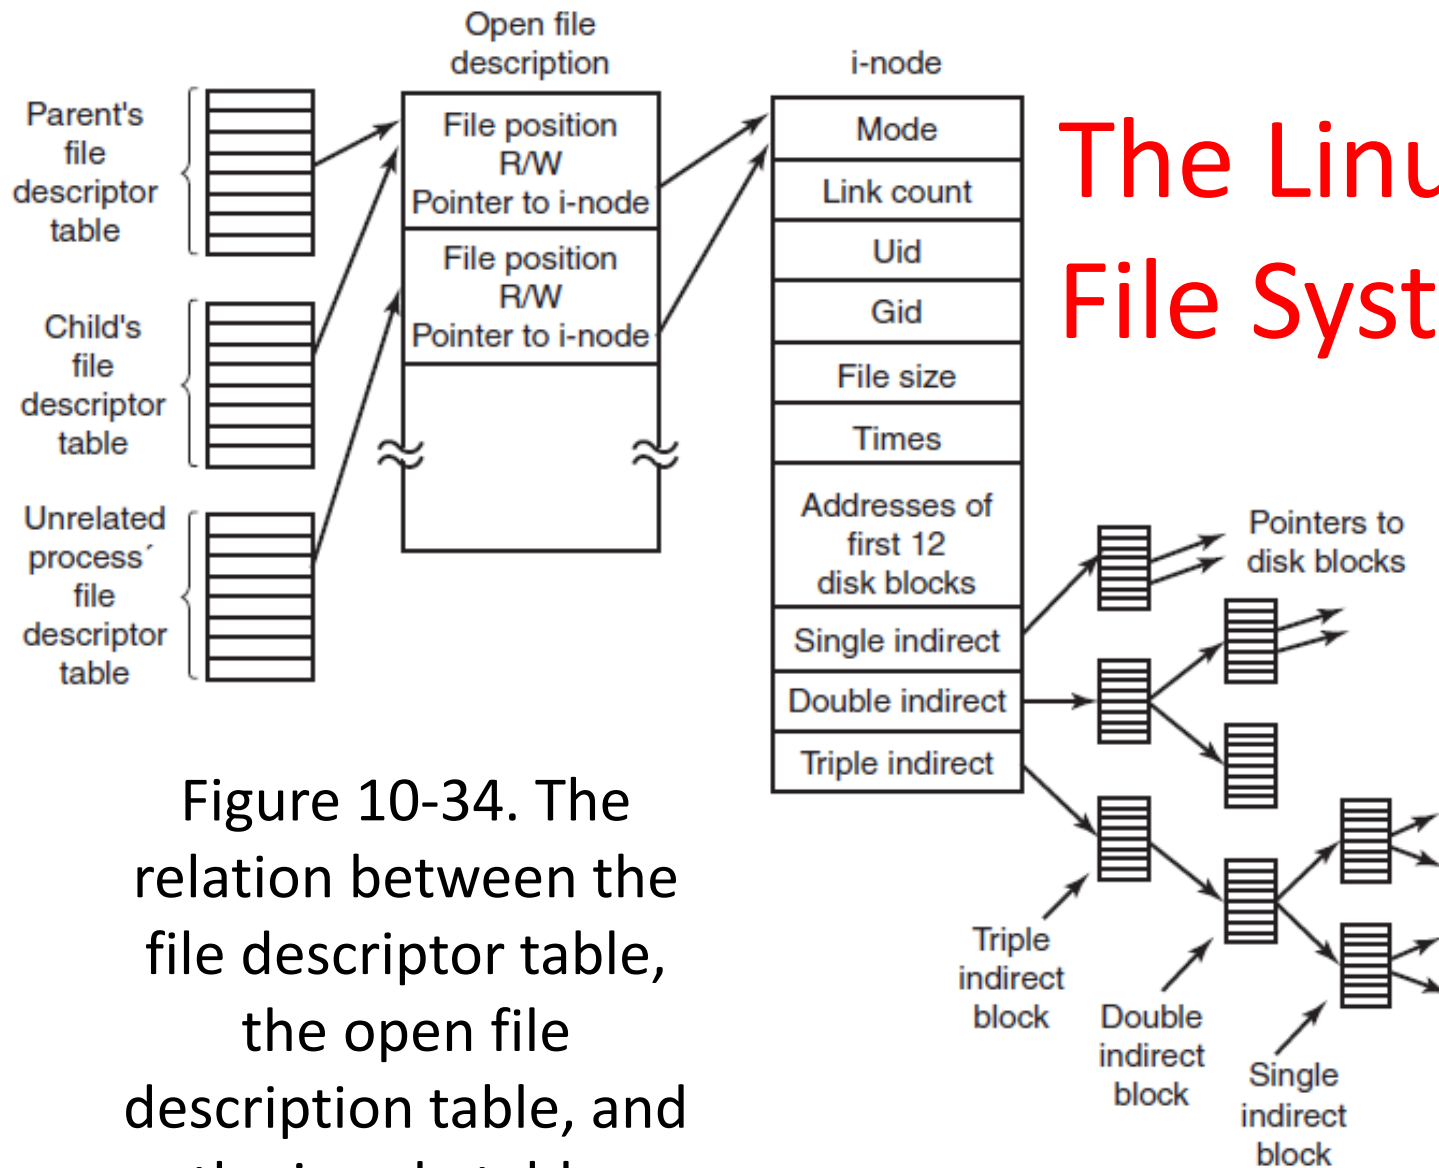 Open file
description
i-node
Parent's
file
descriptor
table
File position
R/W
Pointer to i-node
File position
R/W
Pointer to i-node
Child's
file
descriptor
table
Unrelated
process´
file
descriptor
table
Mode
Link count
Uid
Gid
File size
Times
Addresses of
first 12
disk blocks
Single indirect
Double indirect
Triple indirect
The Linu
File Syst
Pointers to
disk blocks
Triple
indirect
block
Double
indirect
block
Single
indirect
block
Figure 10-34. The
relation between the
file descriptor table,
the open file
description table, and